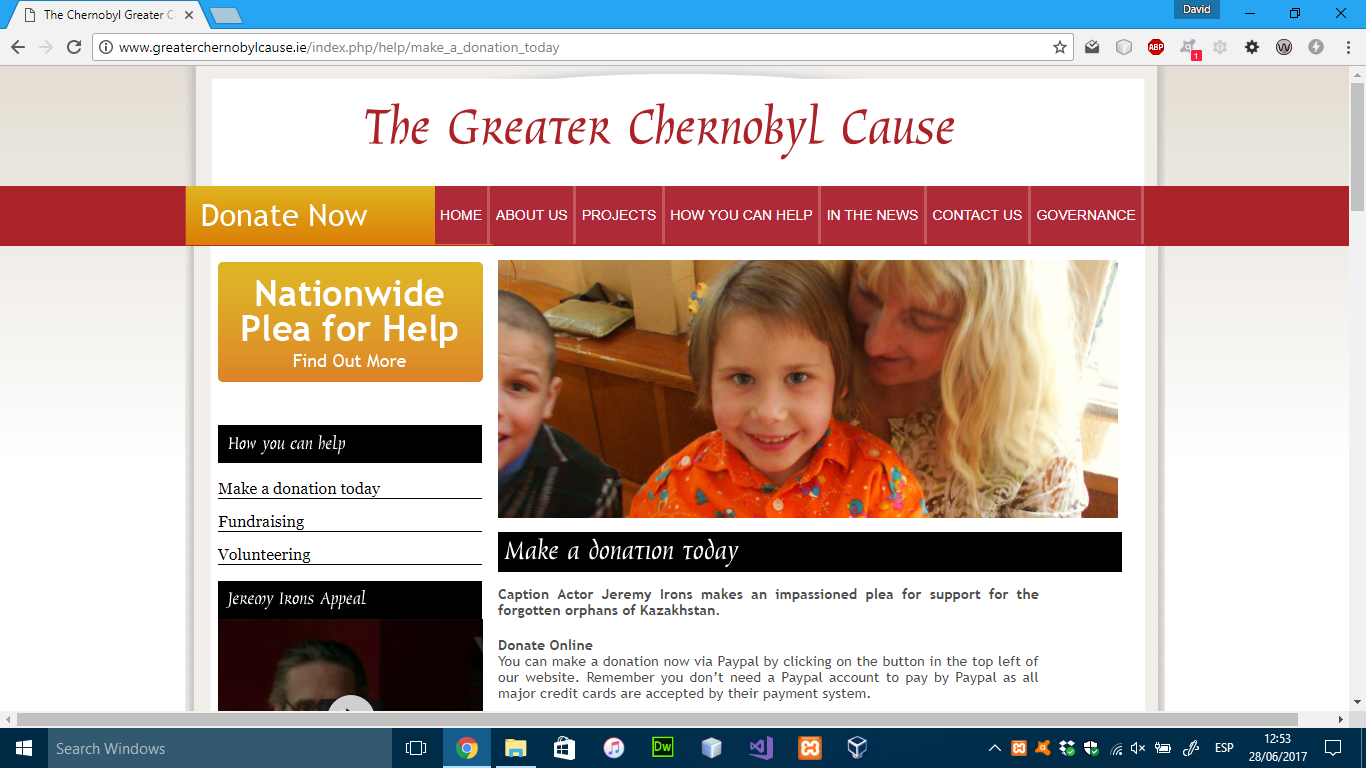 The Chernobyl Greater C
David
www.greaterchernobylcause.ie/index.php/help/make_a_donation_today
ABP
1
W
The Greater Chernobyl Cause
Donate Now
HOME
ABOUT US
PROJECTS
HOW YOU CAN HELP
IN THE NEWS
CONTACT US
GOVERNANCE
Nationwide
Plea for Help
Find Out More
How you can help
Make a donation today
Fundraising
Volunteering
Jeremy Irons Appeal
Make a donation today
Caption Actor Jeremy Irons makes an impassioned plea for support for the
forgotten orphans of Kazakhstan.
Donate Online
You can make a donation now via Paypal by clicking on the button in the top left of
our website. Remember you don’t need a Paypal account to pay by Paypal as all
major credit cards are accepted by their payment system.
Search Windows
Dw
ESP
12:53
28/06/2017